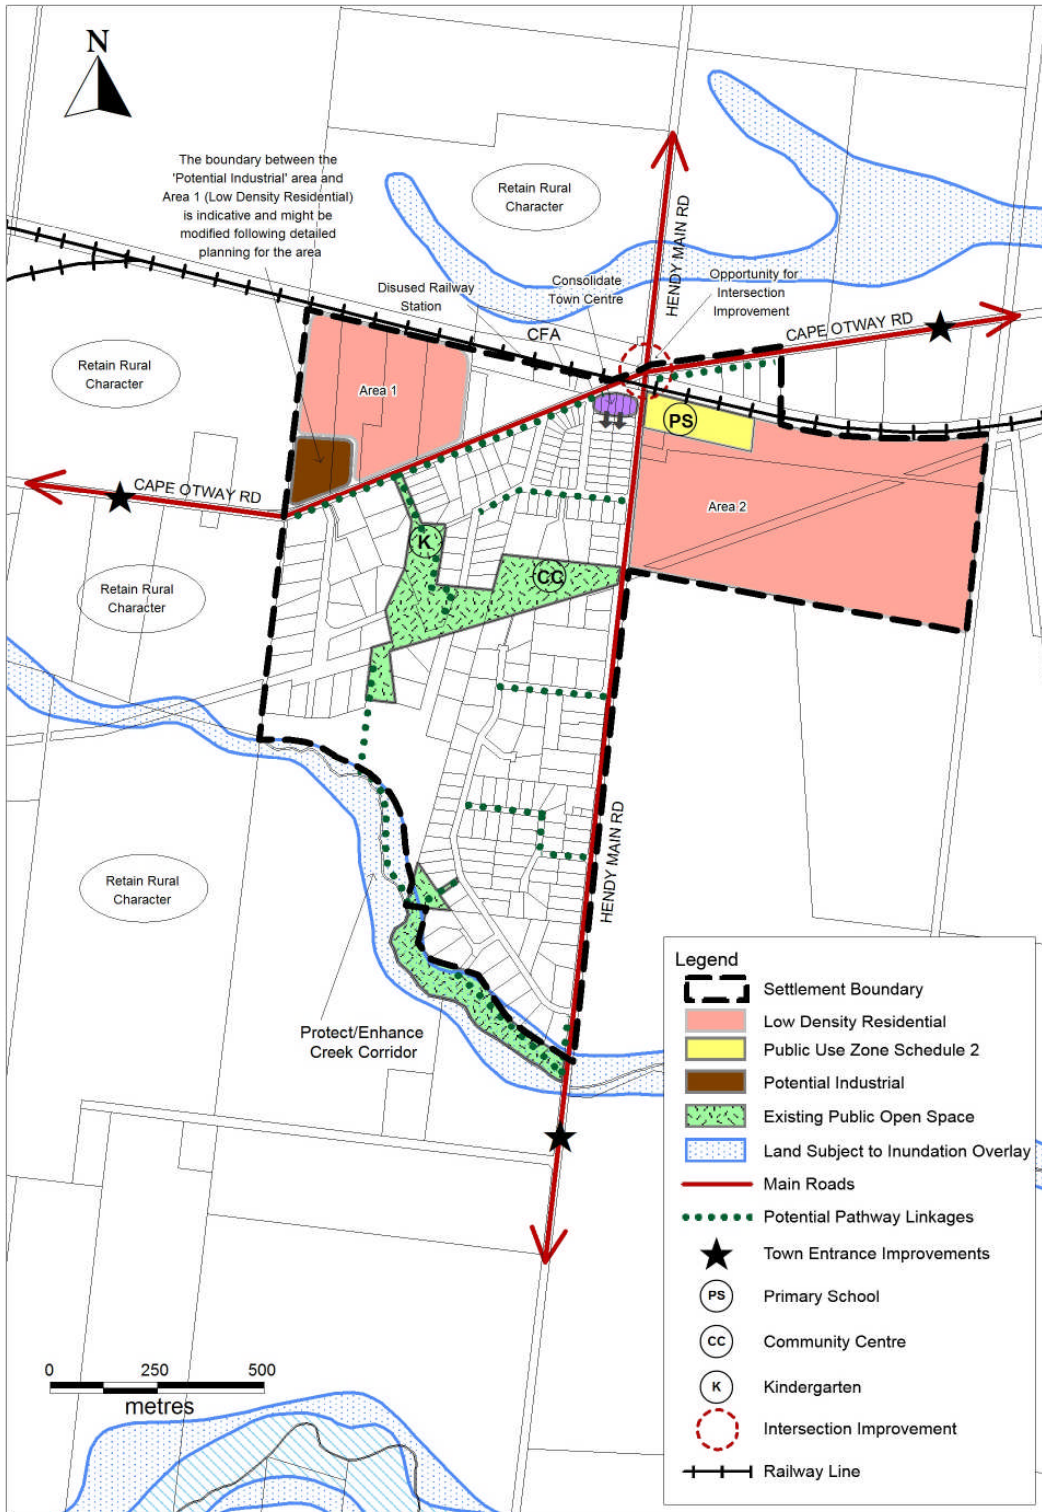 N
The boundary between the
'Potential Industrial' area and
Area 1 (Low Density Residential)
is indicative and might be
modified following detailed
planning for the area
Retain Rural
Character
HENDY MAIN RD
Disused Railway
Station
Consolidate
Town Centre
Opportunity for
Intersection
Improvement
CFA
CAPE OTWAY RD
Retain Rural
Character
Area 1
PS
CAPE OTWAY RD
Area 2
K
CC
Retain Rural
Character
HENDY MAIN RD
Retain Rural
Character
Protect/Enhance
Creek Corridor
Legend
Settlement Boundary
Low Density Residential
Public Use Zone Schedule 2
Potential Industrial
Existing Public Open Space
Land Subject to Inundation Overlay
Main Roads
Potential Pathway Linkages
Town Entrance Improvements
PS Primary School
CC Community Centre
K Kindergarten
Intersection Improvement
Railway Line
0 250 500
metres